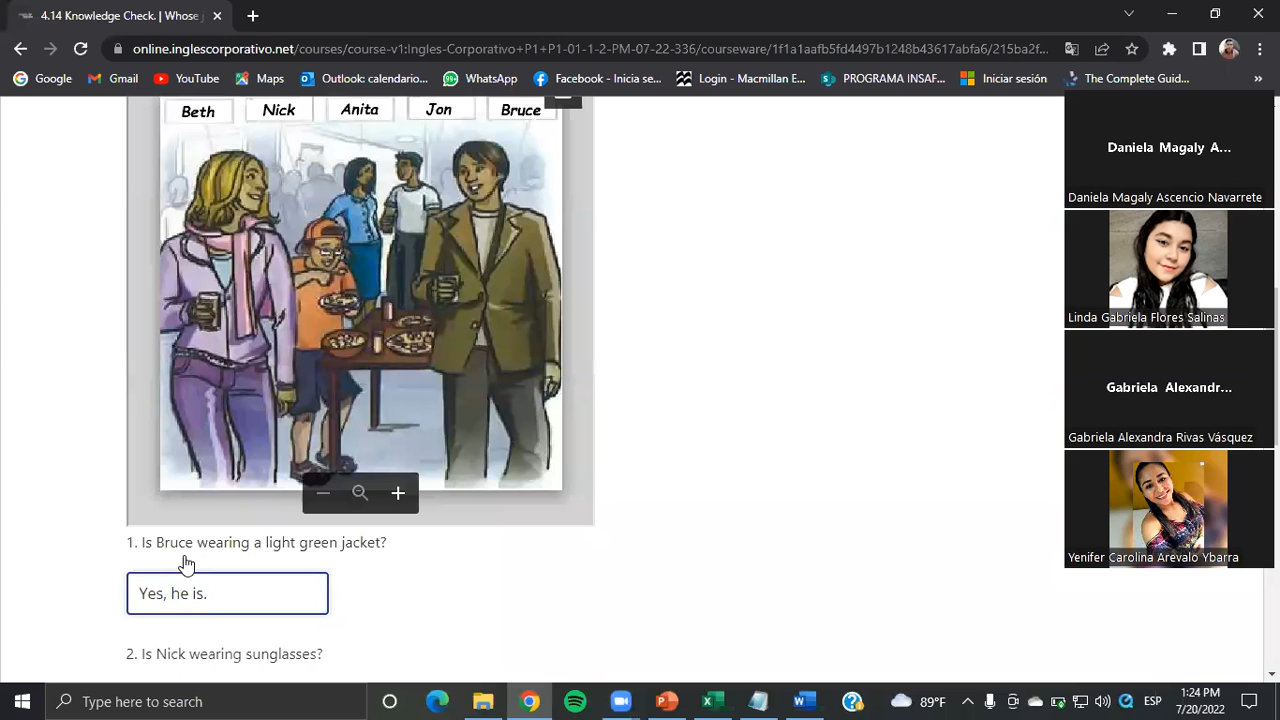 4.14 Knowledge Check. | Whose j
online.inglescorporativo.net/courses/course-v1:Ingles-Corporativo+P1+P1-01-1-2-PM-07-22-336/courseware/1f1a1aafb5fd4497b1248b43617abfa6/215ba2f...
Google Gmail YouTube Maps Outlook: calendario... WhatsApp Facebook - Inicia se... Login - Macmillan E... PROGRAMA INSAF... Iniciar sesión The Complete Guid...
Beth Nick Anita Jon Bruce
Daniela Magaly A...
Daniela Magaly Ascencio Navarrete
Linda Gabriela Flores Salinas
Gabriela Alexandr...
Gabriela Alexandra Rivas Vásquez
Yenifer Carolina Arevalo Ybarra
1. Is Bruce wearing a light green jacket?
Yes, he is.
2. Is Nick wearing sunglasses?
Type here to search
89°F
ESP
1:24 PM
7/20/2022